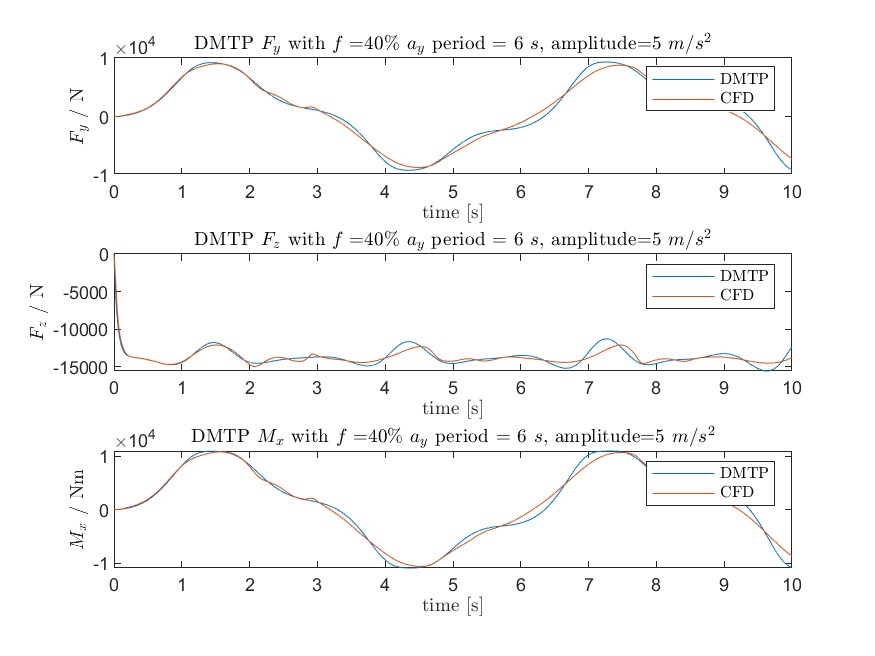 DMTP F_y with f =40% a_y period = 6 s, amplitude=5 m/s²
×10⁴
1
0
-1
F_y / N
DMTP
CFD
0 1 2 3 4 5 6 7 8 9 10
time [s]
DMTP F_z with f =40% a_y period = 6 s, amplitude=5 m/s²
0
-5000
-10000
-15000
F_z / N
DMTP
CFD
0 1 2 3 4 5 6 7 8 9 10
time [s]
DMTP M_x with f =40% a_y period = 6 s, amplitude=5 m/s²
×10⁴
1
0
-1
M_x / Nm
DMTP
CFD
0 1 2 3 4 5 6 7 8 9 10
time [s]